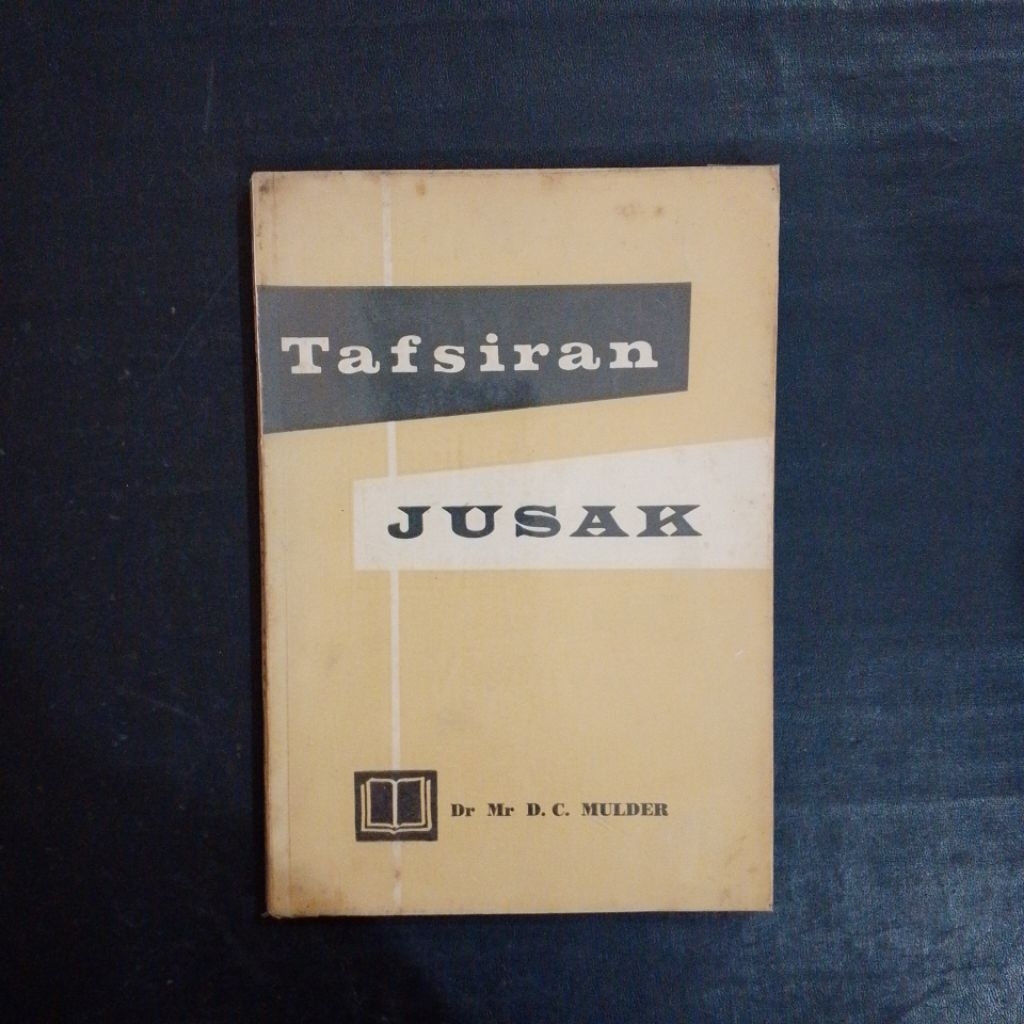 Tafsiran
JUSAK
Dr Mr D. C. MULDER